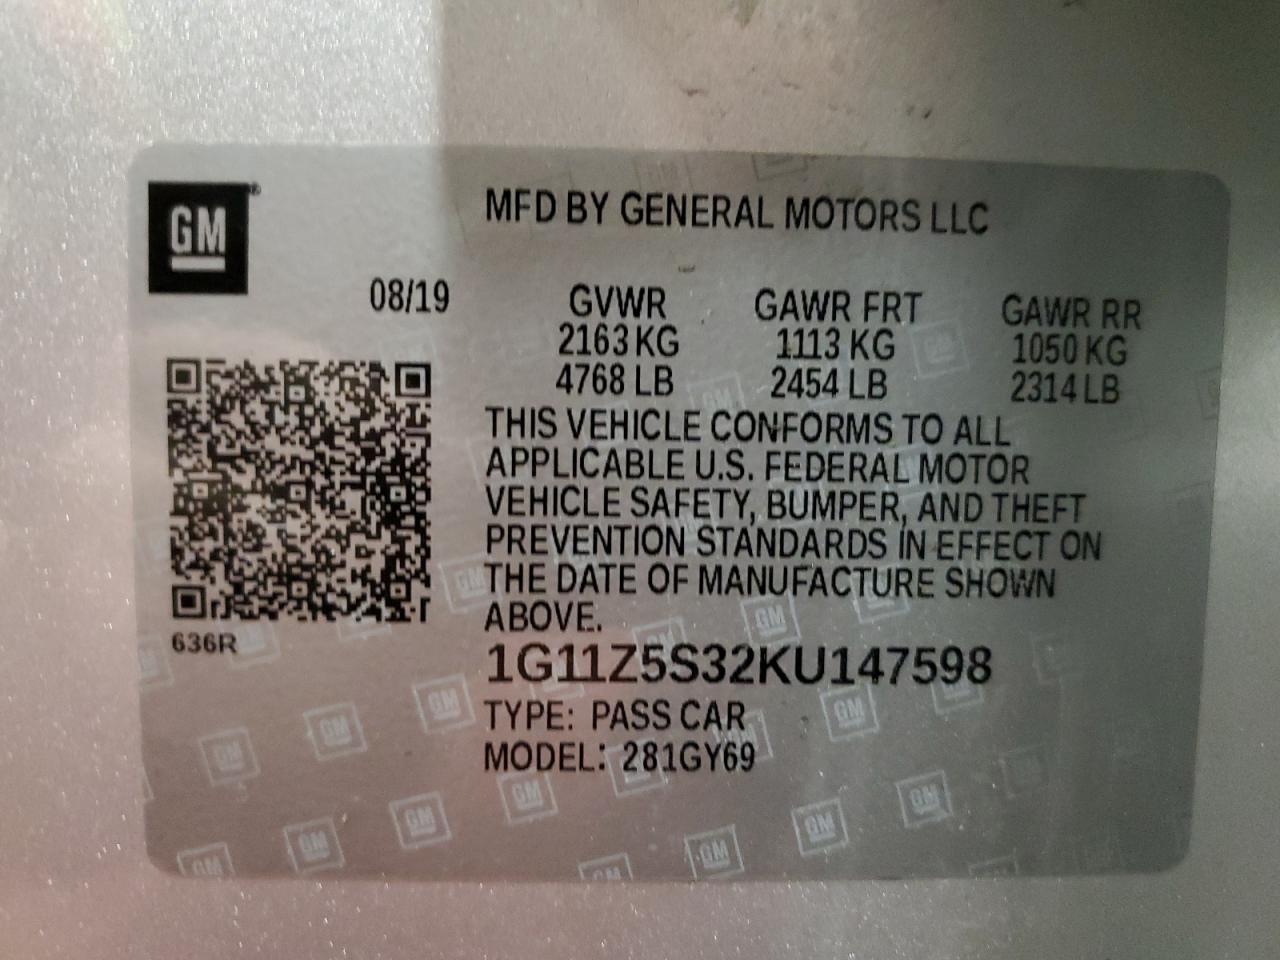 GM
MFD BY GENERAL MOTORS LLC
08/19
GVWR GAWR FRT GAWR RR
2163 KG 1113 KG 1050 KG
4768 LB 2454 LB 2314 LB
THIS VEHICLE CONFORMS TO ALL
APPLICABLE U.S. FEDERAL MOTOR
VEHICLE SAFETY, BUMPER, AND THEFT
PREVENTION STANDARDS IN EFFECT ON
THE DATE OF MANUFACTURE SHOWN
ABOVE.
636R
1G11Z5S32KU147598
TYPE: PASS CAR
MODEL: 281GY69